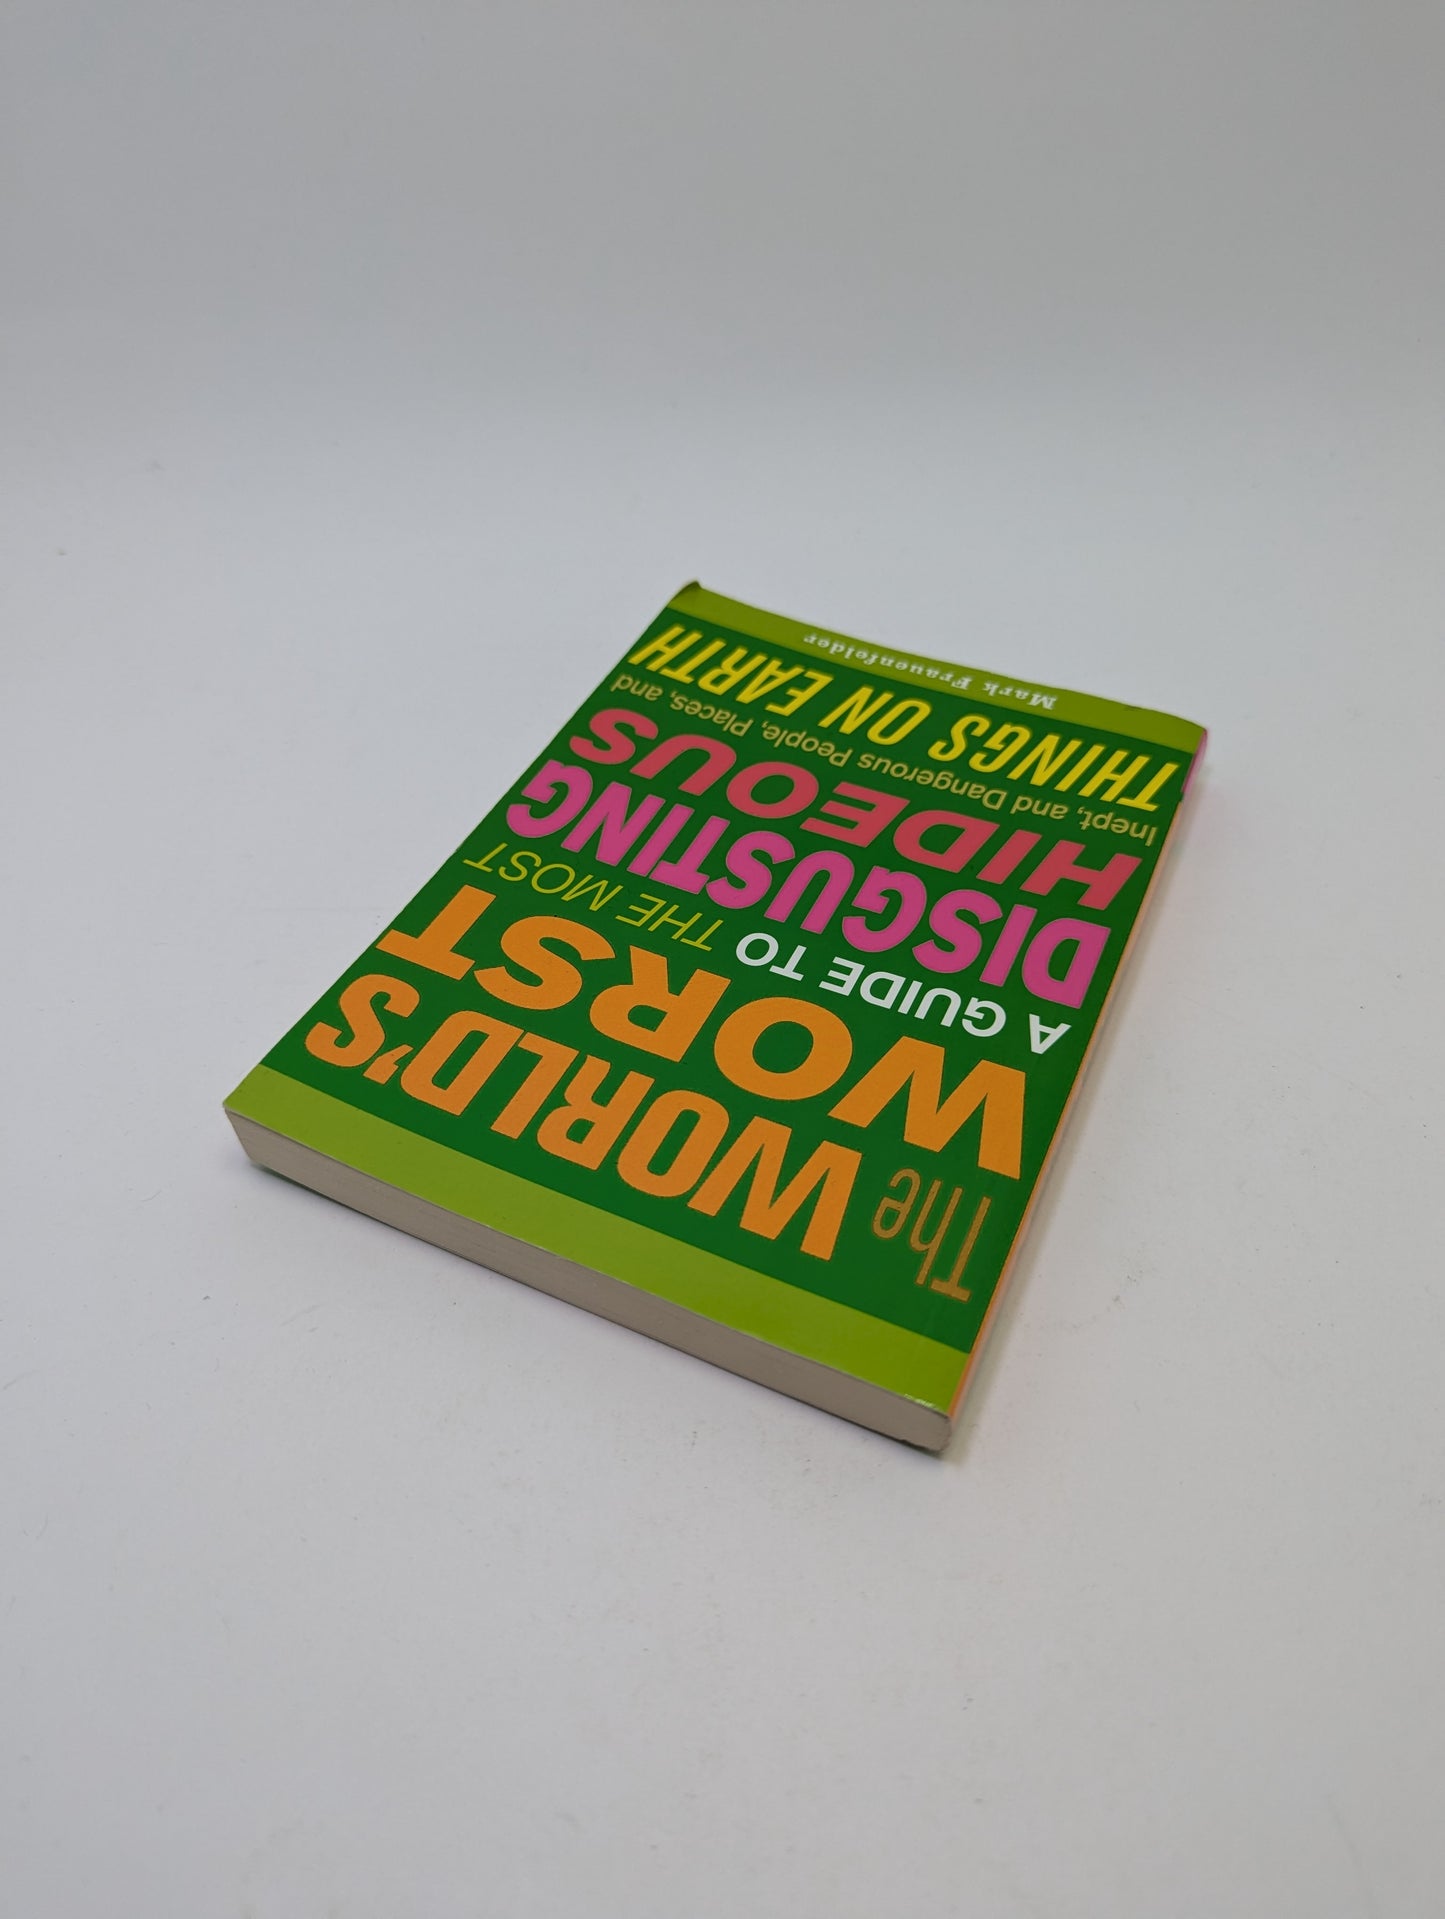 The WORLD'S
WORST
A GUIDE TO THE MOST
DISGUSTING
HIDEOUS
Inept, and Dangerous People, Places, and
THINGS ON EARTH
Mark Frauenfelder